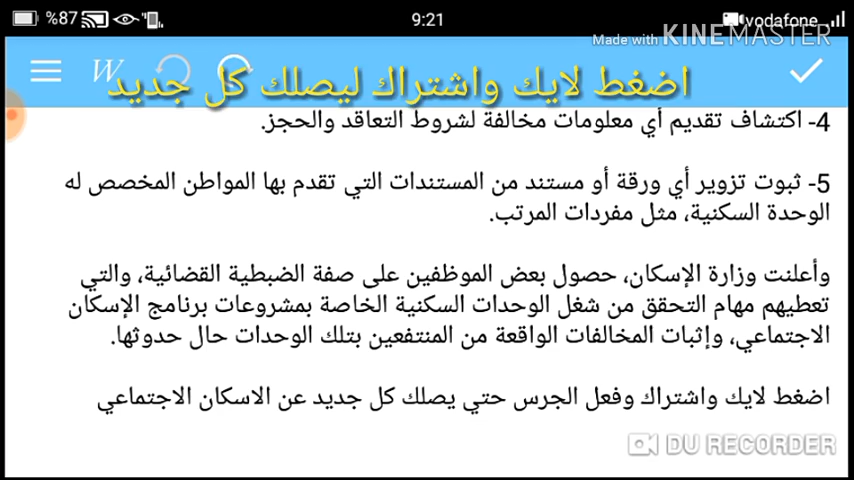 %87
9:21
vodafone
Made with KINEMASTER
W
اضغط لايك واشتراك ليصلك كل جديد
4- اكتشاف تقديم أي معلومات مخالفة لشروط التعاقد والحجز.
5- ثبوت تزوير أي ورقة أو مستند من المستندات التي تقدم بها المواطن المخصص له
الوحدة السكنية، مثل مفردات المرتب.
وأعلنت وزارة الإسكان، حصول بعض الموظفين على صفة الضبطية القضائية، والتي
تعطيهم مهام التحقق من شغل الوحدات السكنية الخاصة بمشروعات برنامج الإسكان
الاجتماعي، وإثبات المخالفات الواقعة من المنتفعين بتلك الوحدات حال حدوثها.
اضغط لايك واشتراك وفعل الجرس حتي يصلك كل جديد عن الاسكان الاجتماعي
DU RECORDER